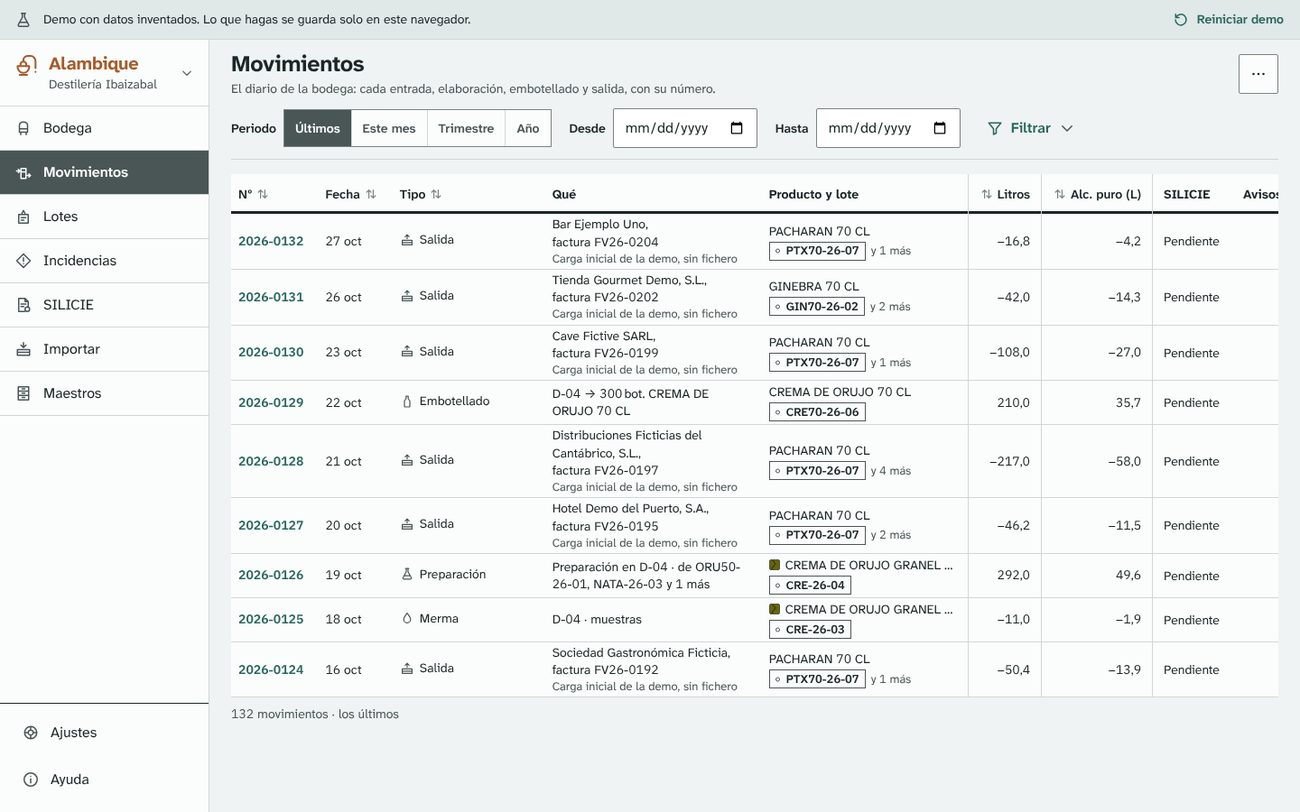 Demo con datos inventados. Lo que hagas se guarda solo en este navegador.
Reiniciar demo
Alambique
Destilería Ibaizabal
Bodega
Movimientos
Lotes
Incidencias
SILICIE
Importar
Maestros
Ajustes
Ayuda
Movimientos
El diario de la bodega: cada entrada, elaboración, embotellado y salida, con su número.
...
Periodo Últimos Este mes Trimestre Año Desde mm/dd/yyyy Hasta mm/dd/yyyy Filtrar
Nº Fecha Tipo Qué Producto y lote Litros Alc. puro (L) SILICIE Avisos
2026-0132 27 oct Salida
Bar Ejemplo Uno,
factura FV26-0204
Carga inicial de la demo, sin fichero
PACHARAN 70 CL
PTX70-26-07 y 1 más
−16,8 −4,2 Pendiente
2026-0131 26 oct Salida
Tienda Gourmet Demo, S.L.,
factura FV26-0202
Carga inicial de la demo, sin fichero
GINEBRA 70 CL
GIN70-26-02 y 2 más
−42,0 −14,3 Pendiente
2026-0130 23 oct Salida
Cave Fictive SARL,
factura FV26-0199
Carga inicial de la demo, sin fichero
PACHARAN 70 CL
PTX70-26-07 y 1 más
−108,0 −27,0 Pendiente
2026-0129 22 oct Embotellado
D-04 → 300 bot. CREMA DE
ORUJO 70 CL
CREMA DE ORUJO 70 CL
CRE70-26-06
210,0 35,7 Pendiente
2026-0128 21 oct Salida
Distribuciones Ficticias del
Cantábrico, S.L.,
factura FV26-0197
Carga inicial de la demo, sin fichero
PACHARAN 70 CL
PTX70-26-07 y 4 más
−217,0 −58,0 Pendiente
2026-0127 20 oct Salida
Hotel Demo del Puerto, S.A.,
factura FV26-0195
Carga inicial de la demo, sin fichero
PACHARAN 70 CL
PTX70-26-07 y 2 más
−46,2 −11,5 Pendiente
2026-0126 19 oct Preparación
Preparación en D-04 · de ORU50-
26-01, NATA-26-03 y 1 más
CREMA DE ORUJO GRANEL ...
CRE-26-04
292,0 49,6 Pendiente
2026-0125 18 oct Merma
D-04 · muestras
CREMA DE ORUJO GRANEL ...
CRE-26-03
−11,0 −1,9 Pendiente
2026-0124 16 oct Salida
Sociedad Gastronómica Ficticia,
factura FV26-0192
Carga inicial de la demo, sin fichero
PACHARAN 70 CL
PTX70-26-07 y 1 más
−50,4 −13,9 Pendiente
132 movimientos · los últimos